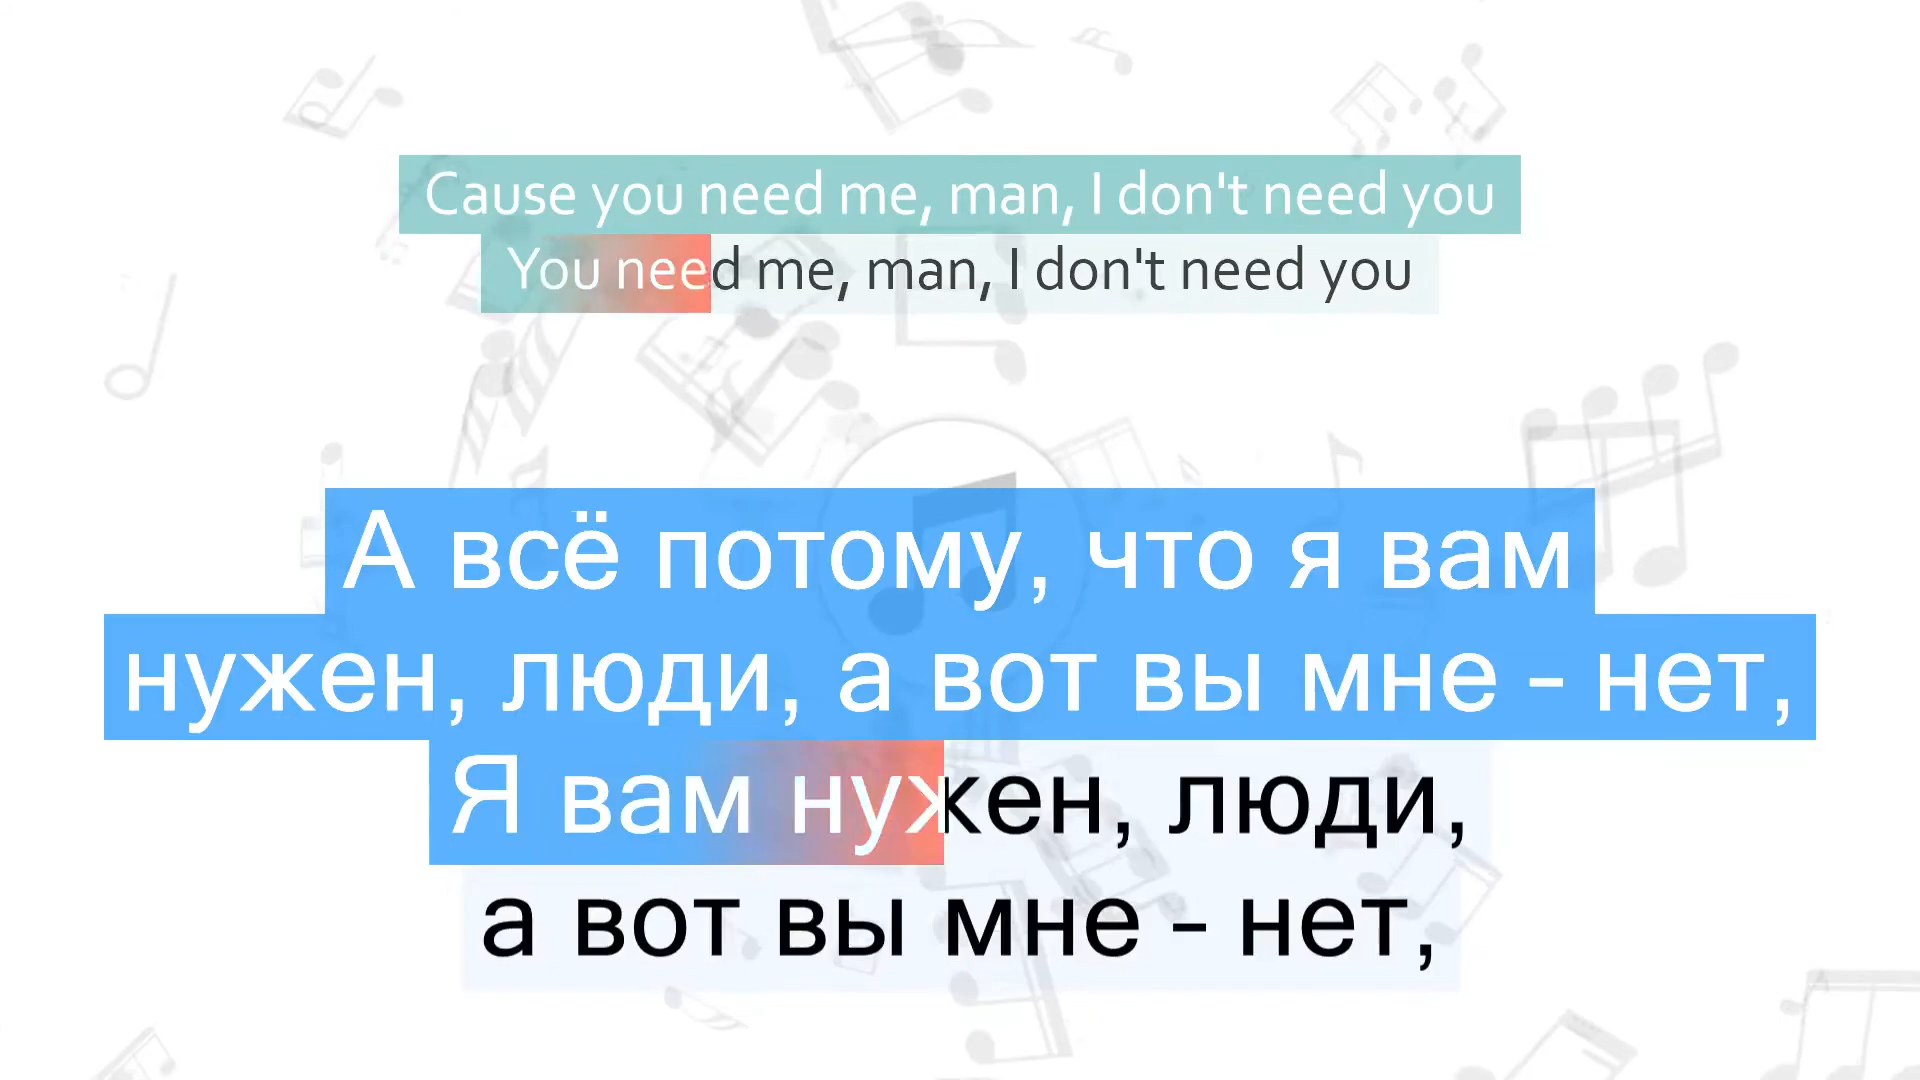 Cause you need me, man, I don't need you
You need me, man, I don't need you
А всё потому, что я вам
нужен, люди, а вот вы мне - нет,
Я вам нужен, люди,
а вот вы мне - нет,